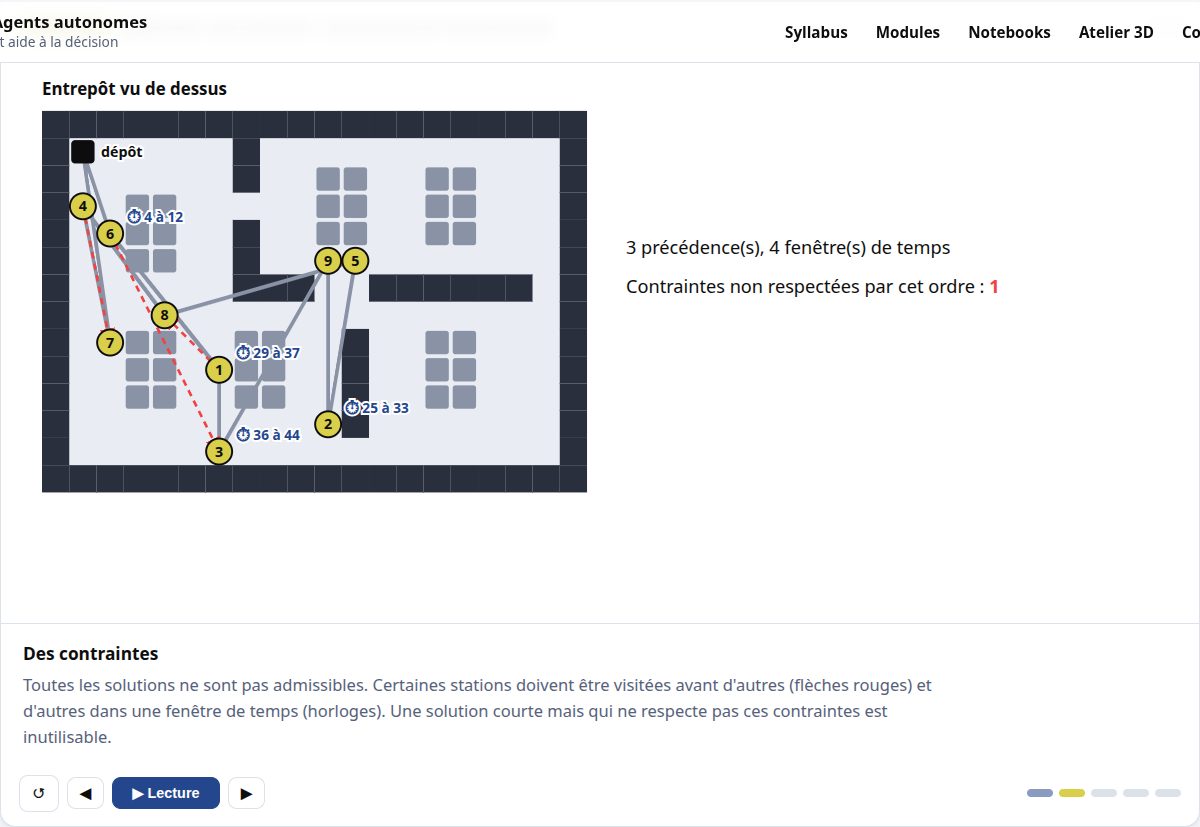 Agents autonomes
t aide à la décision
Syllabus
Modules
Notebooks
Atelier 3D
Co
Entrepôt vu de dessus
dépôt
4
6
4 à 12
9
5
8
7
29 à 37
1
25 à 33
2
36 à 44
3
3 précédence(s), 4 fenêtre(s) de temps
Contraintes non respectées par cet ordre : 1
Des contraintes
Toutes les solutions ne sont pas admissibles. Certaines stations doivent être visitées avant d'autres (flèches rouges) et
d'autres dans une fenêtre de temps (horloges). Une solution courte mais qui ne respecte pas ces contraintes est
inutilisable.
↺
◀
▶ Lecture
▶